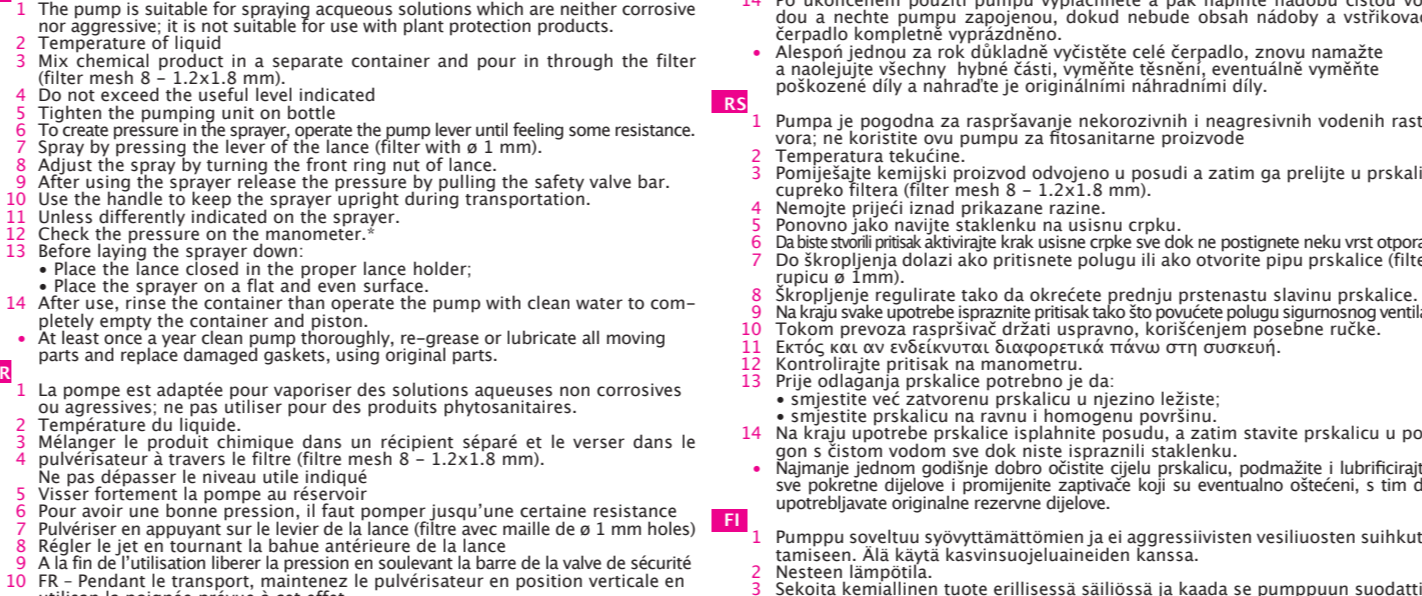 1 The pump is suitable for spraying acqueous solutions which are neither corrosive
nor aggressive; it is not suitable for use with plant protection products.
2 Temperature of liquid
3 Mix chemical product in a separate container and pour in through the filter
(filter mesh 8 – 1.2x1.8 mm).
4 Do not exceed the useful level indicated
5 Tighten the pumping unit on bottle
6 To create pressure in the sprayer, operate the pump lever until feeling some resistance.
7 Spray by pressing the lever of the lance (filter with ø 1 mm).
8 Adjust the spray by turning the front ring nut of lance.
9 After using the sprayer release the pressure by pulling the safety valve bar.
10 Use the handle to keep the sprayer upright during transportation.
11 Unless differently indicated on the sprayer.
12 Check the pressure on the manometer.*
13 Before laying the sprayer down:
• Place the lance closed in the proper lance holder;
• Place the sprayer on a flat and even surface.
14 After use, rinse the container than operate the pump with clean water to com-
pletely empty the container and piston.
• At least once a year clean pump thoroughly, re-grease or lubricate all moving
parts and replace damaged gaskets, using original parts.
R
1 La pompe est adaptée pour vaporiser des solutions aqueuses non corrosives
ou agressives; ne pas utiliser pour des produits phytosanitaires.
2 Température du liquide.
3 Mélanger le produit chimique dans un récipient séparé et le verser dans le
4 pulvérisateur à travers le filtre (filtre mesh 8 – 1.2x1.8 mm).
Ne pas dépasser le niveau utile indiqué
5 Visser fortement la pompe au réservoir
6 Pour avoir une bonne pression, il faut pomper jusqu'une certaine resistance
7 Pulvériser en appuyant sur le levier de la lance (filtre avec maille de ø 1 mm holes)
8 Régler le jet en tournant la bahue antérieure de la lance
9 A la fin de l'utilisation liberer la pression en soulevant la barre de la valve de sécurité
10 FR – Pendant le transport, maintenez le pulvérisateur en position verticale en
utilisan la poignée prévue à cet effet
14 Po ukončeném použití pumpu vypláchněte a pak naplňte nádobu čistou vo
dou a nechte pumpu zapojenou, dokud nebude obsah nádoby a vstřikova
čerpadlo kompletně vyprázdněno.
• Alespoň jednou za rok důkladně vyčistěte celé čerpadlo, znovu namažte
a naolejujte všechny hybné části, vyměňte těsnění, eventuálně vyměňte
poškozené díly a nahraďte je originálními náhradními díly.
RS
1 Pumpa je pogodna za raspršavanje nekorozivnih i neagresivnih vodenih rast
vora; ne koristite ovu pumpu za fitosanitarne proizvode
2 Temperatura tekućine.
3 Pomiješajte kemijski proizvod odvojeno u posudi a zatim ga prelijte u prskali
cupreko filtera (filter mesh 8 – 1.2x1.8 mm).
4 Nemojte prijeći iznad prikazane razine.
5 Ponovno jako navijte staklenku na usisnu crpku.
6 Da biste stvorili pritisak aktivirajte krak usisne crpke sve dok ne postignete neku vrst otpora
7 Do škropljenja dolazi ako pritisnete polugu ili ako otvorite pipu prskalice (filte
rupicu ø 1mm).
8 Škropljenje regulirate tako da okrećete prednju prstenastu slavinu prskalice.
9 Na kraju svake upotrebe ispraznite pritisak tako što povućete polugu sigurnosnog ventila
10 Tokom prevoza raspršivač držati uspravno, korišćenjem posebne ručke.
11 Εκτός και αν ενδείκνυται διαφορετικά πάνω στη συσκευή.
12 Kontrolirajte pritisak na manometru.
13 Prije odlaganja prskalice potrebno je da:
• smjestite već zatvorenu prskalicu u njezino ležiste;
• smjestite prskalicu na ravnu i homogenu površinu.
14 Na kraju upotrebe prskalice isplahnite posudu, a zatim stavite prskalicu u po
gon s čistom vodom sve dok niste ispraznili staklenku.
• Najmanje jednom godišnje dobro očistite cijelu prskalicu, podmažite i lubrificirajt
sve pokretne dijelove i promijenite zaptivače koji su eventualno oštećeni, s tim d
upotrebljavate originalne rezervne dijelove.
FI
1 Pumppu soveltuu syövyttämättömien ja ei aggressiivisten vesiliuosten suihkut
tamiseen. Älä käytä kasvinsuojeluaineiden kanssa.
2 Nesteen lämpötila.
3 Sekoita kemiallinen tuote erillisessä säiliössä ja kaada se pumppuun suodatti